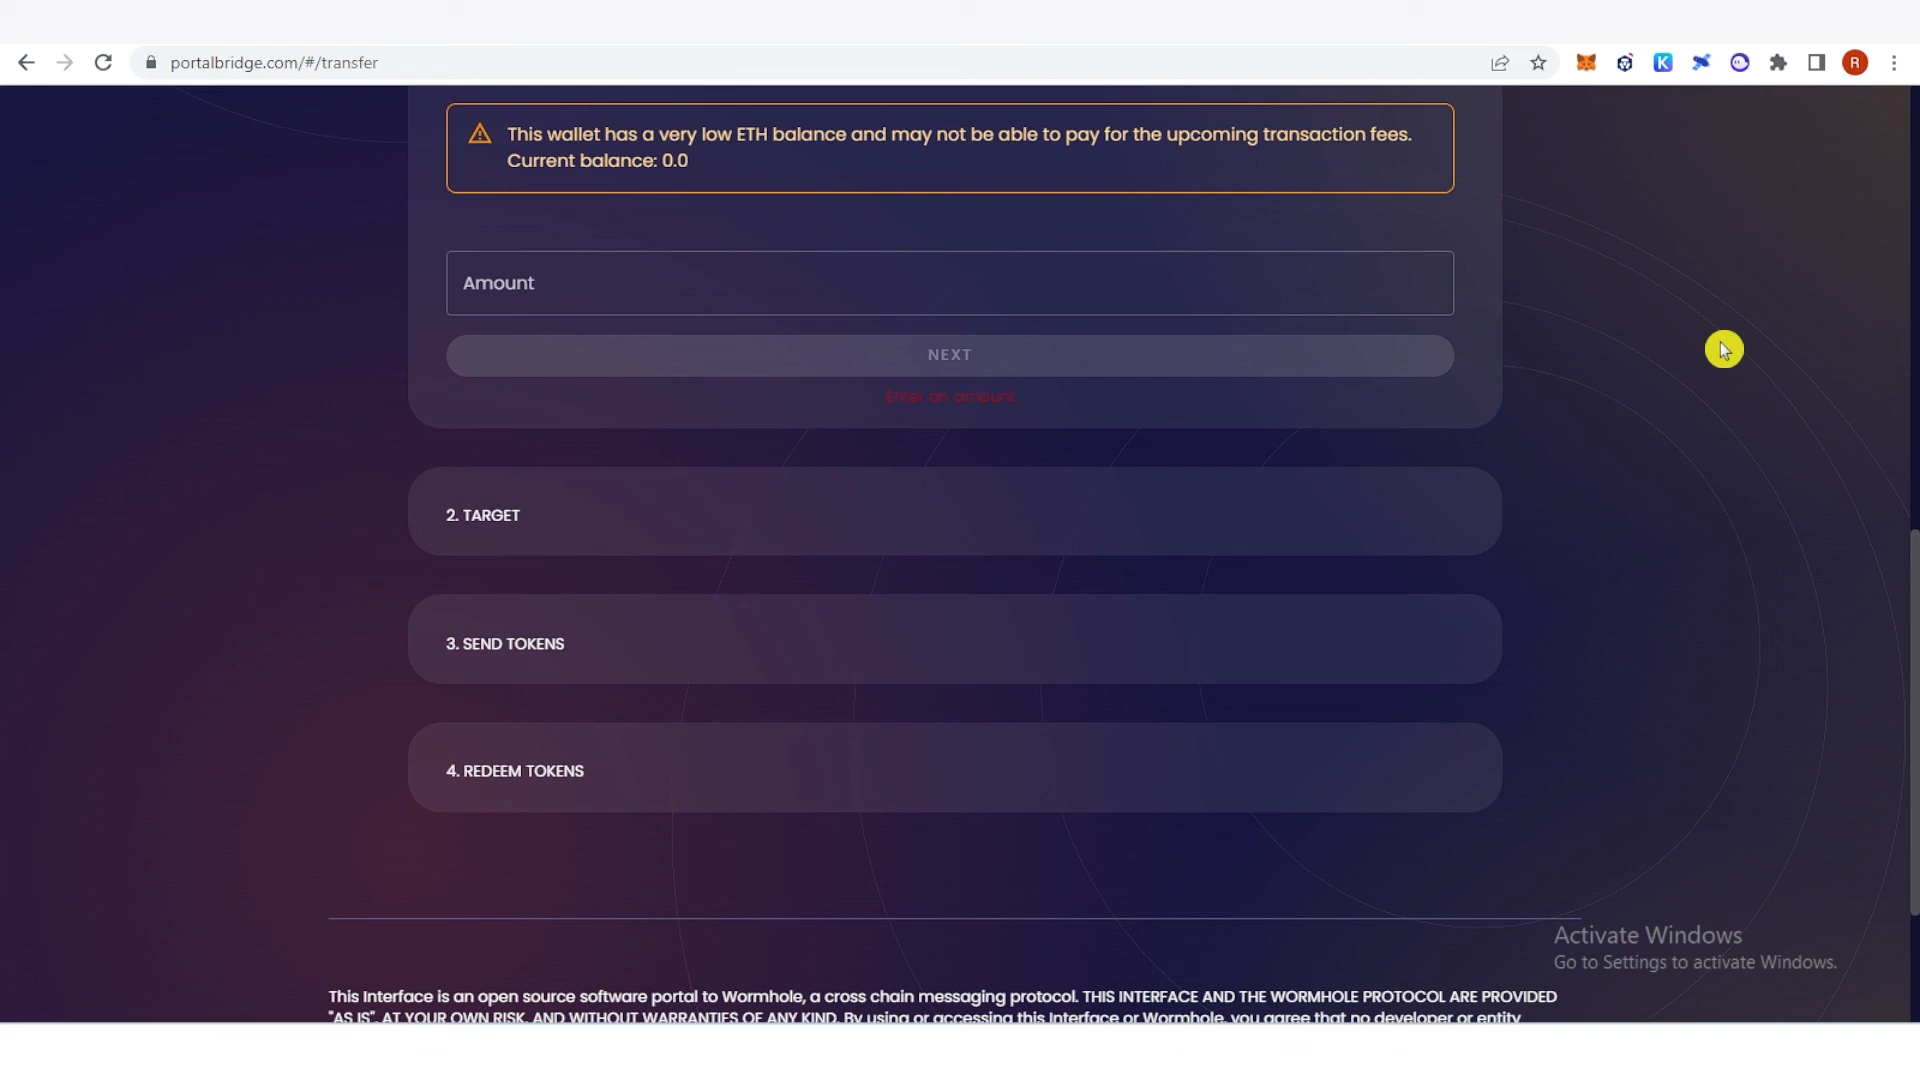 portalbridge.com/#/transfer
R
This wallet has a very low ETH balance and may not be able to pay for the upcoming transaction fees.
Current balance: 0.0
Amount
NEXT
Enter an amount
2. TARGET
3. SEND TOKENS
4. REDEEM TOKENS
Activate Windows
Go to Settings to activate Windows.
This Interface is an open source software portal to Wormhole, a cross chain messaging protocol. THIS INTERFACE AND THE WORMHOLE PROTOCOL ARE PROVIDED
"AS IS", AT YOUR OWN RISK, AND WITHOUT WARRANTIES OF ANY KIND. By using or accessing this Interface or Wormhole, you agree that no developer or entity